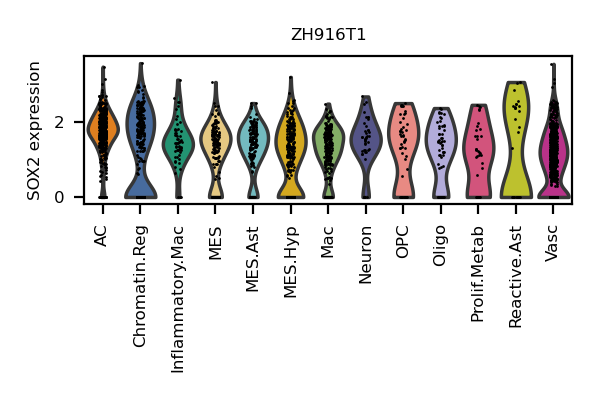 ZH916T1
SOX2 expression
2
0
AC
Chromatin.Reg
Inflammatory.Mac
MES
MES.Ast
MES.Hyp
Mac
Neuron
OPC
Oligo
Prolif.Metab
Reactive.Ast
Vasc